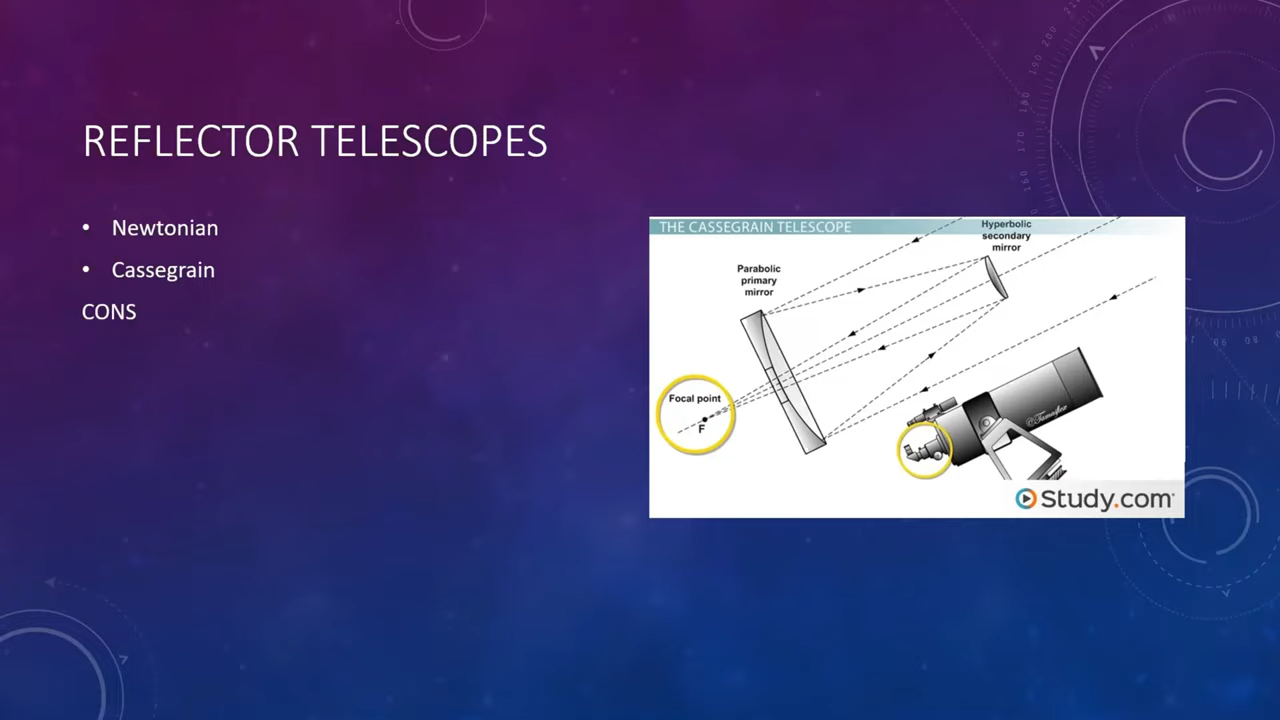 REFLECTOR TELESCOPES
• Newtonian
• Cassegrain
CONS
THE CASSEGRAIN TELESCOPE
Hyperbolic
secondary
mirror
Parabolic
primary
mirror
Focal point
F
Study.com